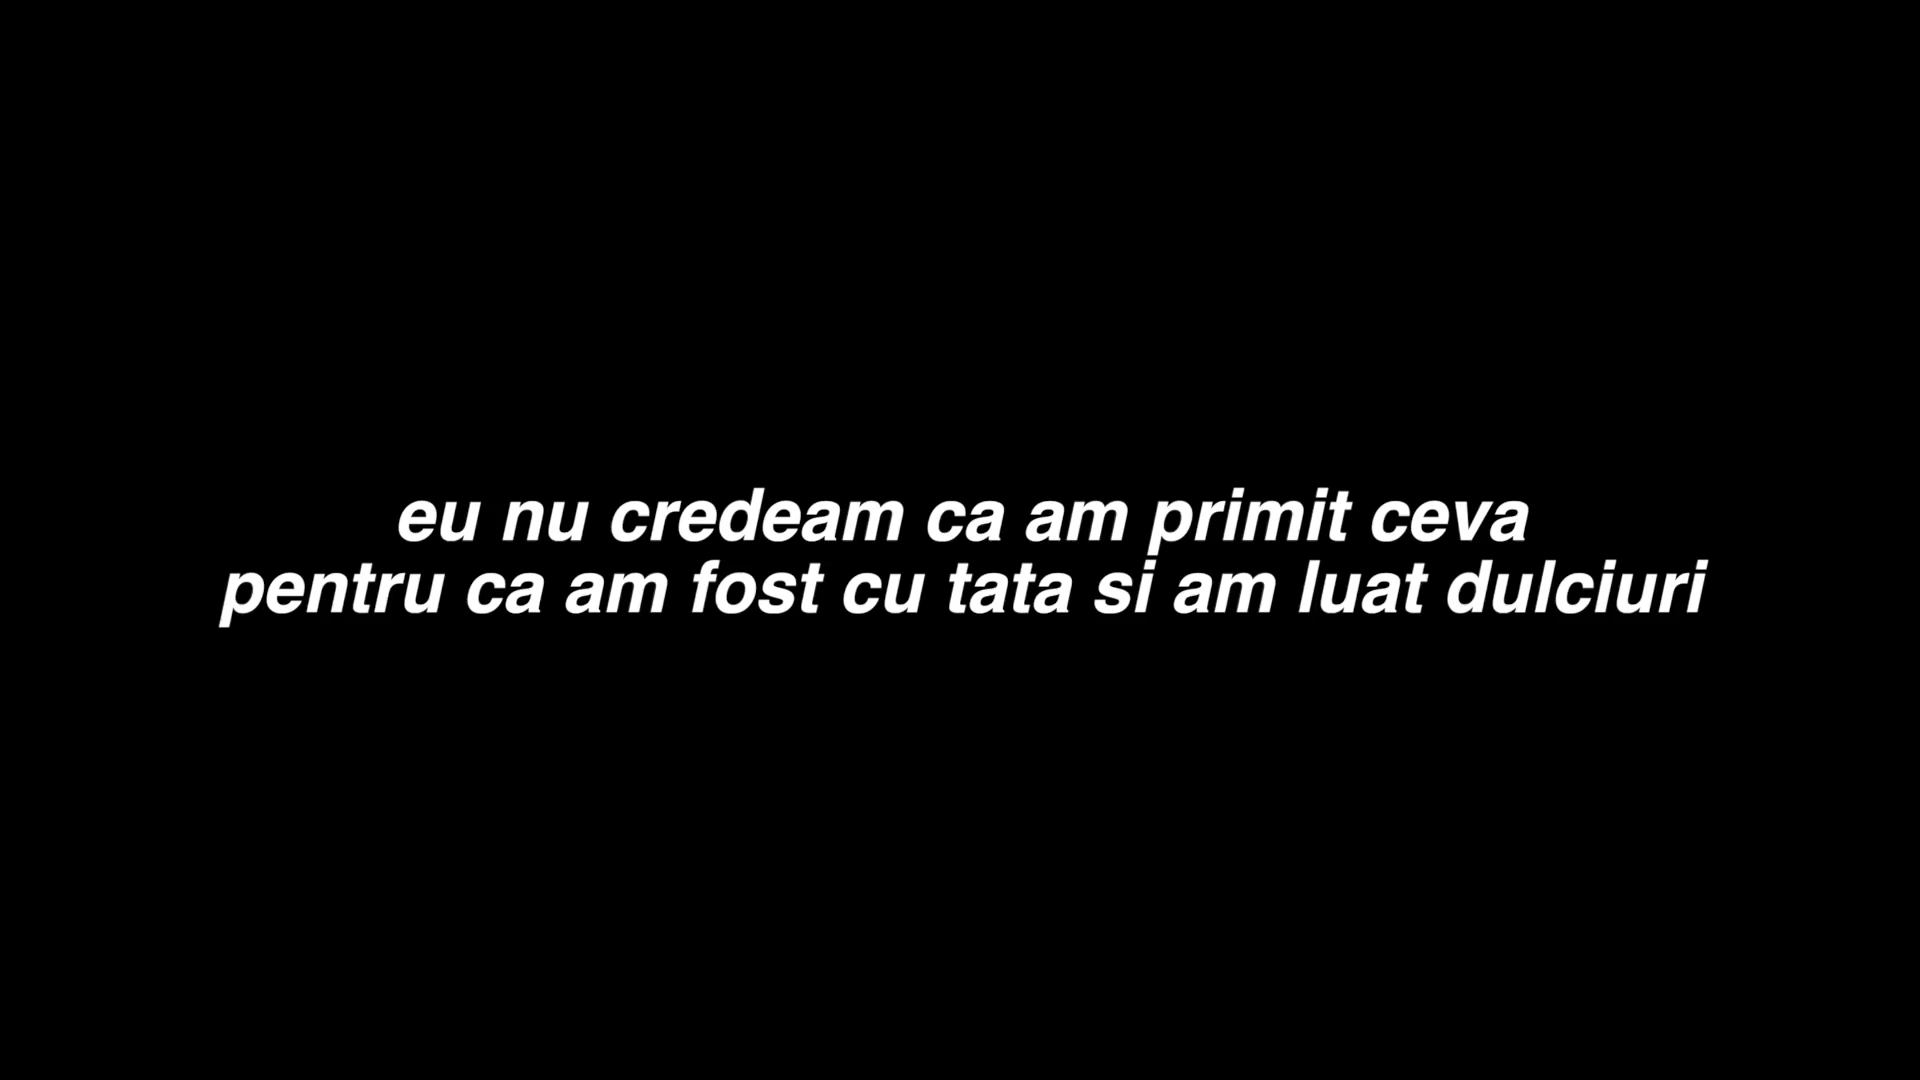 eu nu credeam ca am primit ceva
pentru ca am fost cu tata si am luat dulciuri